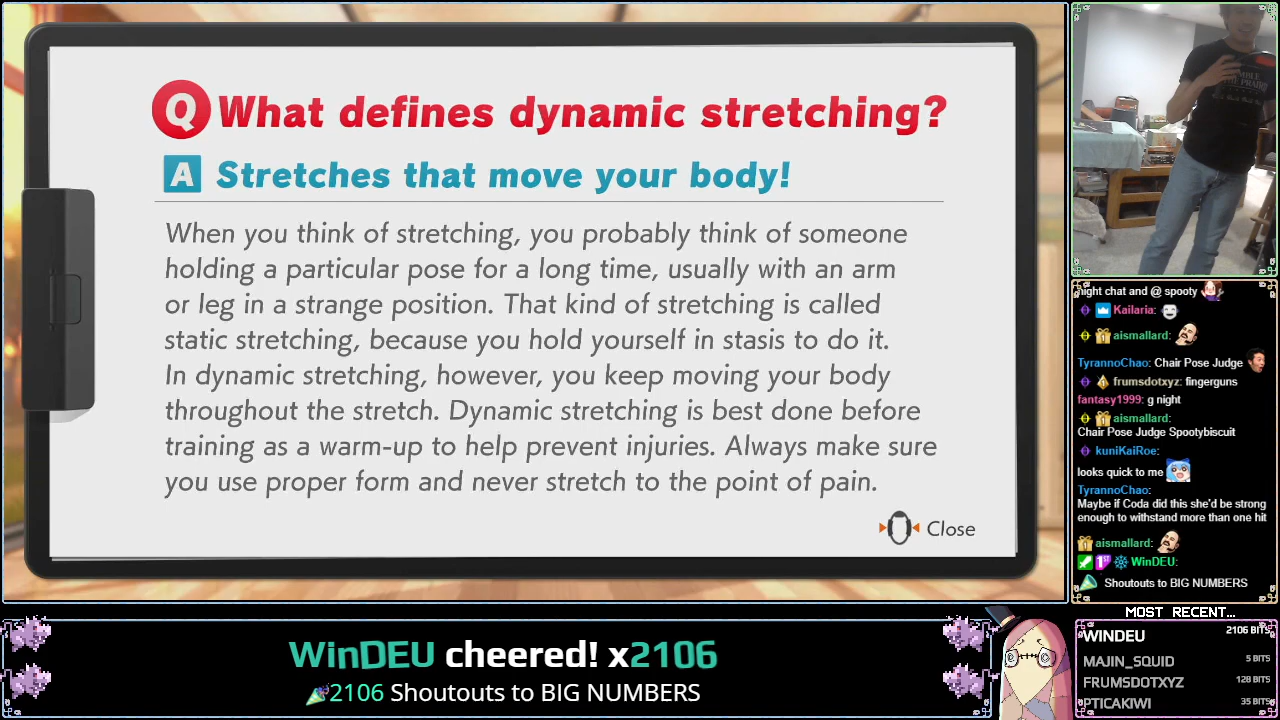 Q What defines dynamic stretching?
A Stretches that move your body!
When you think of stretching, you probably think of someone
holding a particular pose for a long time, usually with an arm
or leg in a strange position. That kind of stretching is called
static stretching, because you hold yourself in stasis to do it.
In dynamic stretching, however, you keep moving your body
throughout the stretch. Dynamic stretching is best done before
training as a warm-up to help prevent injuries. Always make sure
you use proper form and never stretch to the point of pain.
Close
THE PRAIRIE
night chat and @ spooty
Kailaria:
aismallard:
TyrannoChao: Chair Pose Judge
frumsdotxyz: fingerguns
fantasy1999: g night
aismallard:
Chair Pose Judge Spootybiscuit
kuniKaiRoe:
looks quick to me
TyrannoChao:
Maybe if Coda did this she'd be strong
enough to withstand more than one hit
aismallard:
1ST WinDEU:
Shoutouts to BIG NUMBERS
WinDEU cheered! x2106
2106 Shoutouts to BIG NUMBERS
MOST RECENT...
WINDEU 2106 BITS
MAJIN_SQUID 5 BITS
FRUMSDOTXYZ 128 BITS
PTICAKIWI 35 BITS